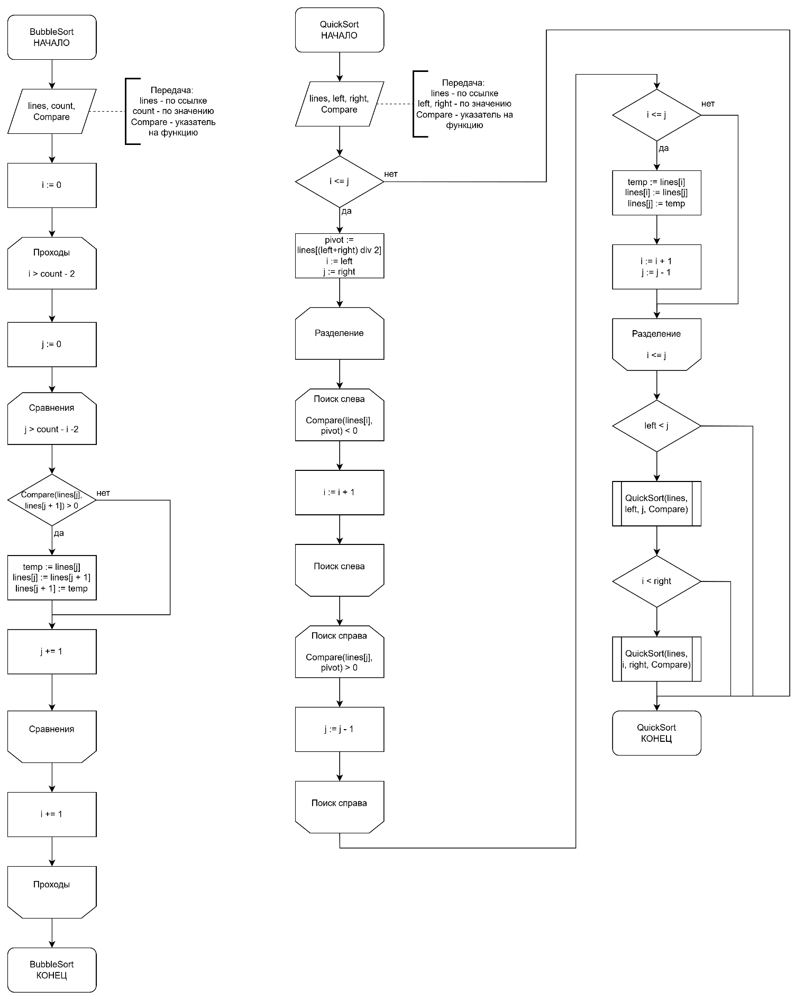 BubbleSort
НАЧАЛО
lines, count,
Compare
Передача:
lines - по ссылке
count - по значению
Compare - указатель
на функцию
i := 0
Проходы
i > count - 2
j := 0
Сравнения
j > count - i -2
Compare(lines[j],
lines[j + 1]) > 0
нет
да
temp := lines[j]
lines[j] := lines[j + 1]
lines[j + 1] := temp
j += 1
Сравнения
i += 1
Проходы
BubbleSort
КОНЕЦ
QuickSort
НАЧАЛО
lines, left, right,
Compare
Передача:
lines - по ссылке
left, right - по значению
Compare - указатель на
функцию
i <= j
нет
да
pivot :=
lines[(left+right) div 2]
i := left
j := right
Разделение
Поиск слева
Compare(lines[i],
pivot) < 0
i := i + 1
Поиск слева
Поиск справа
Compare(lines[j],
pivot) > 0
j := j - 1
Поиск справа
i <= j
нет
да
temp := lines[i]
lines[i] := lines[j]
lines[j] := temp
i := i + 1
j := j - 1
Разделение
i <= j
left < j
QuickSort(lines,
left, j, Compare)
i < right
QuickSort(lines,
i, right, Compare)
QuickSort
КОНЕЦ